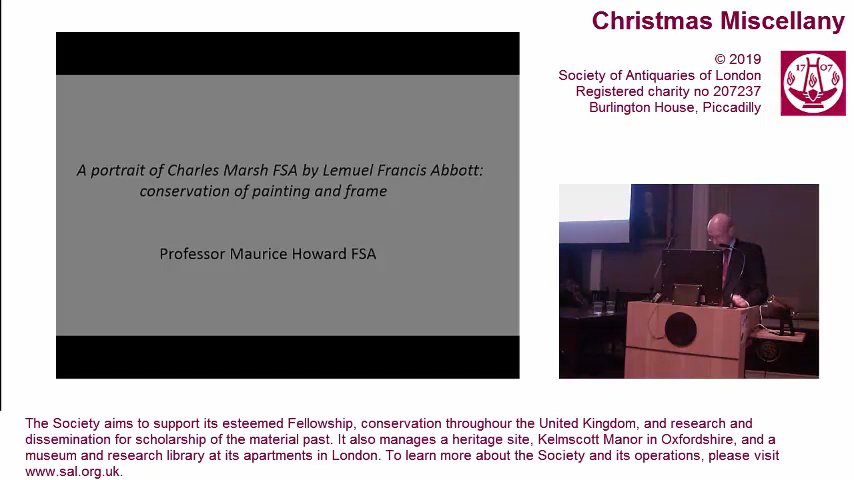 Christmas Miscellany
© 2019
Society of Antiquaries of London
Registered charity no 207237
Burlington House, Piccadilly
17 07
A portrait of Charles Marsh FSA by Lemuel Francis Abbott:
conservation of painting and frame
Professor Maurice Howard FSA
The Society aims to support its esteemed Fellowship, conservation throughour the United Kingdom, and research and
dissemination for scholarship of the material past. It also manages a heritage site, Kelmscott Manor in Oxfordshire, and a
museum and research library at its apartments in London. To learn more about the Society and its operations, please visit
www.sal.org.uk.